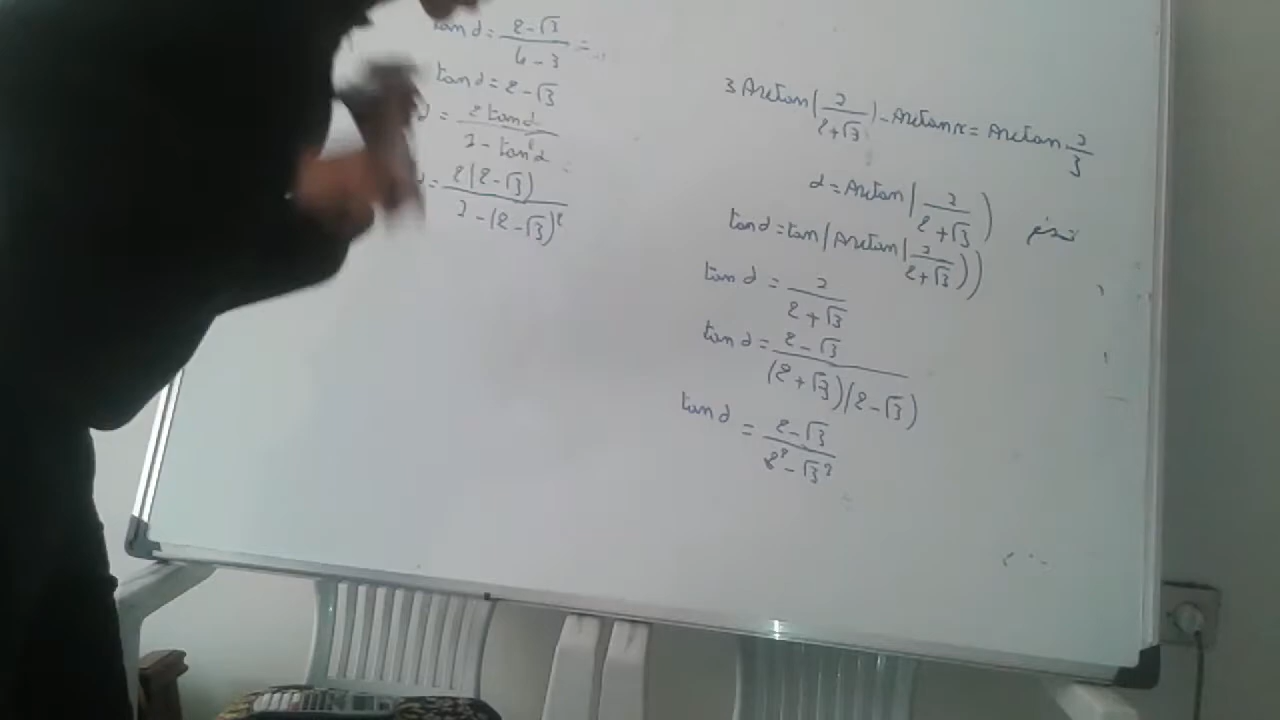 3 Arctan(1/(2+√3)) - Arctan x = Arctan 1/3
نضع α = Arctan(1/(2+√3))
tan α = tan(Arctan(1/(2+√3)))
tan α = 1/(2+√3)
tan α = (2-√3)/((2+√3)(2-√3))
tan α = (2-√3)/(2²-√3²)
tan α = (2-√3)/(4-3) = ...
tan α = 2-√3
α = (2 tan α)/(1 - tan²α)
= (2(2-√3))/(1-(2-√3)²)